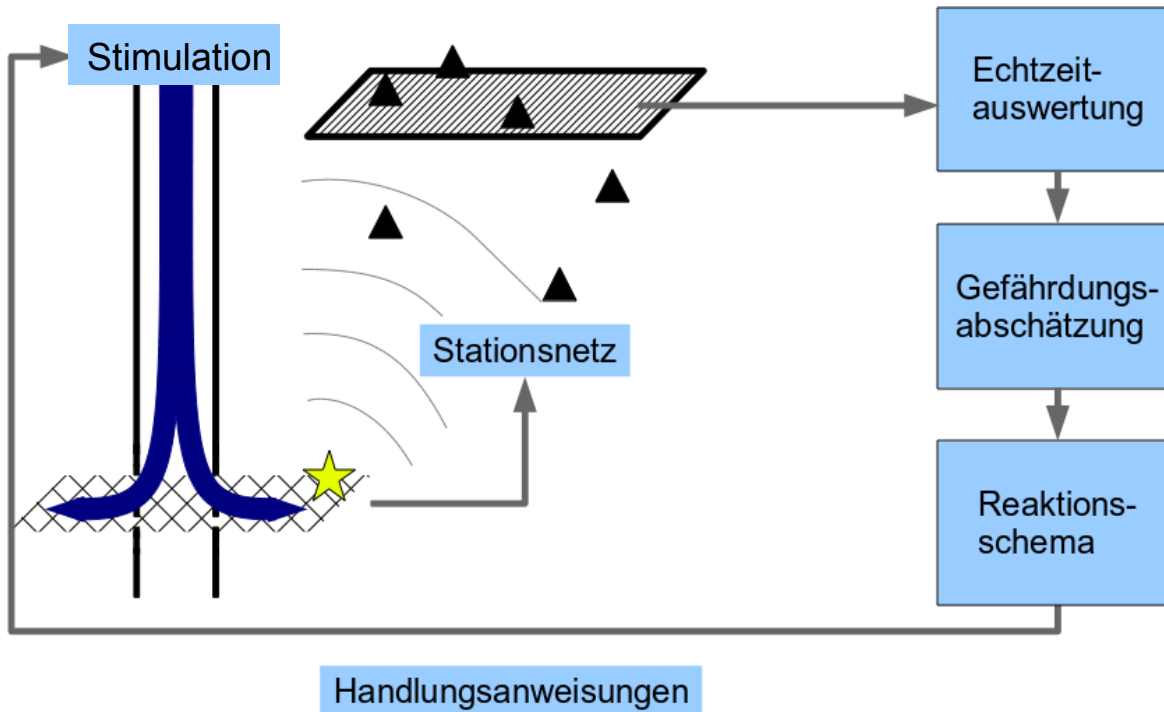 Stimulation
Echtzeit-
auswertung
Gefährdungs-
abschätzung
Stationsnetz
Reaktions-
schema
Handlungsanweisungen